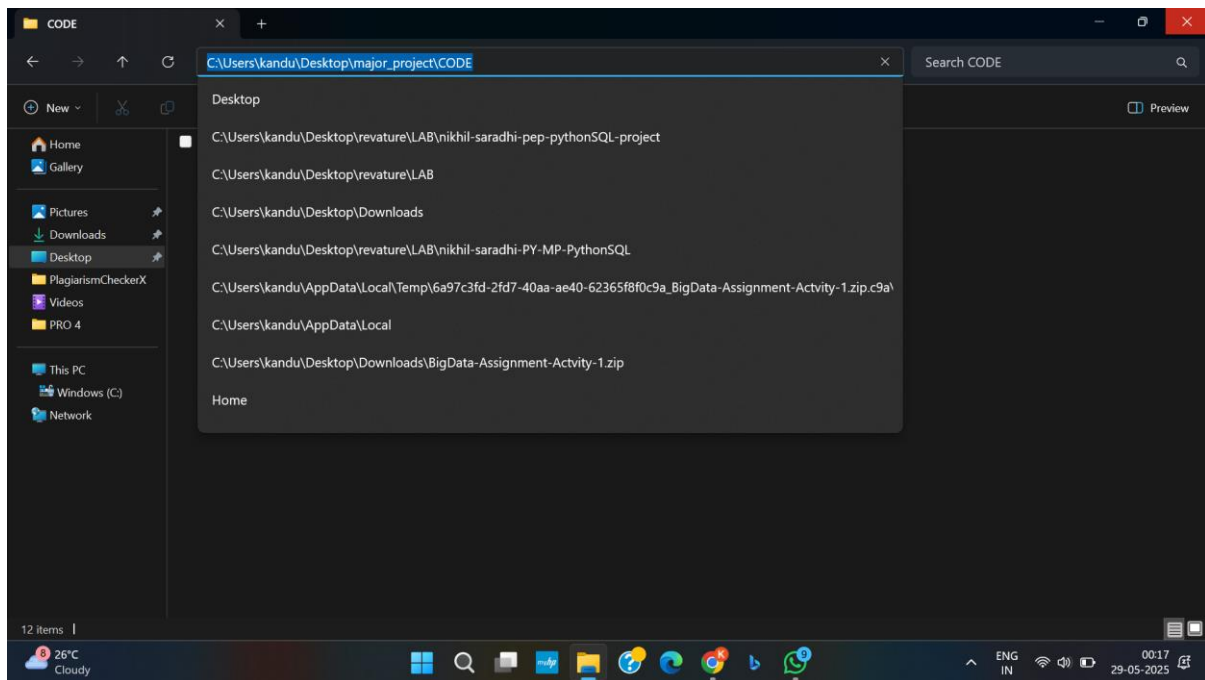 CODE
C:\Users\kandu\Desktop\major_project\CODE
Search CODE
New
Preview
Desktop
C:\Users\kandu\Desktop\revature\LAB\nikhil-saradhi-pep-pythonSQL-project
C:\Users\kandu\Desktop\revature\LAB
C:\Users\kandu\Desktop\Downloads
C:\Users\kandu\Desktop\revature\LAB\nikhil-saradhi-PY-MP-PythonSQL
C:\Users\kandu\AppData\Local\Temp\6a97c3fd-2fd7-40aa-ae40-62365f8f0c9a_BigData-Assignment-Actvity-1.zip.c9a\
C:\Users\kandu\AppData\Local
C:\Users\kandu\Desktop\Downloads\BigData-Assignment-Actvity-1.zip
Home
Home
Gallery
Pictures
Downloads
Desktop
PlagiarismCheckerX
Videos
PRO 4
This PC
Windows (C:)
Network
12 items
8
26°C
Cloudy
mdp
K
b
9
ENG
IN
00:17
29-05-2025